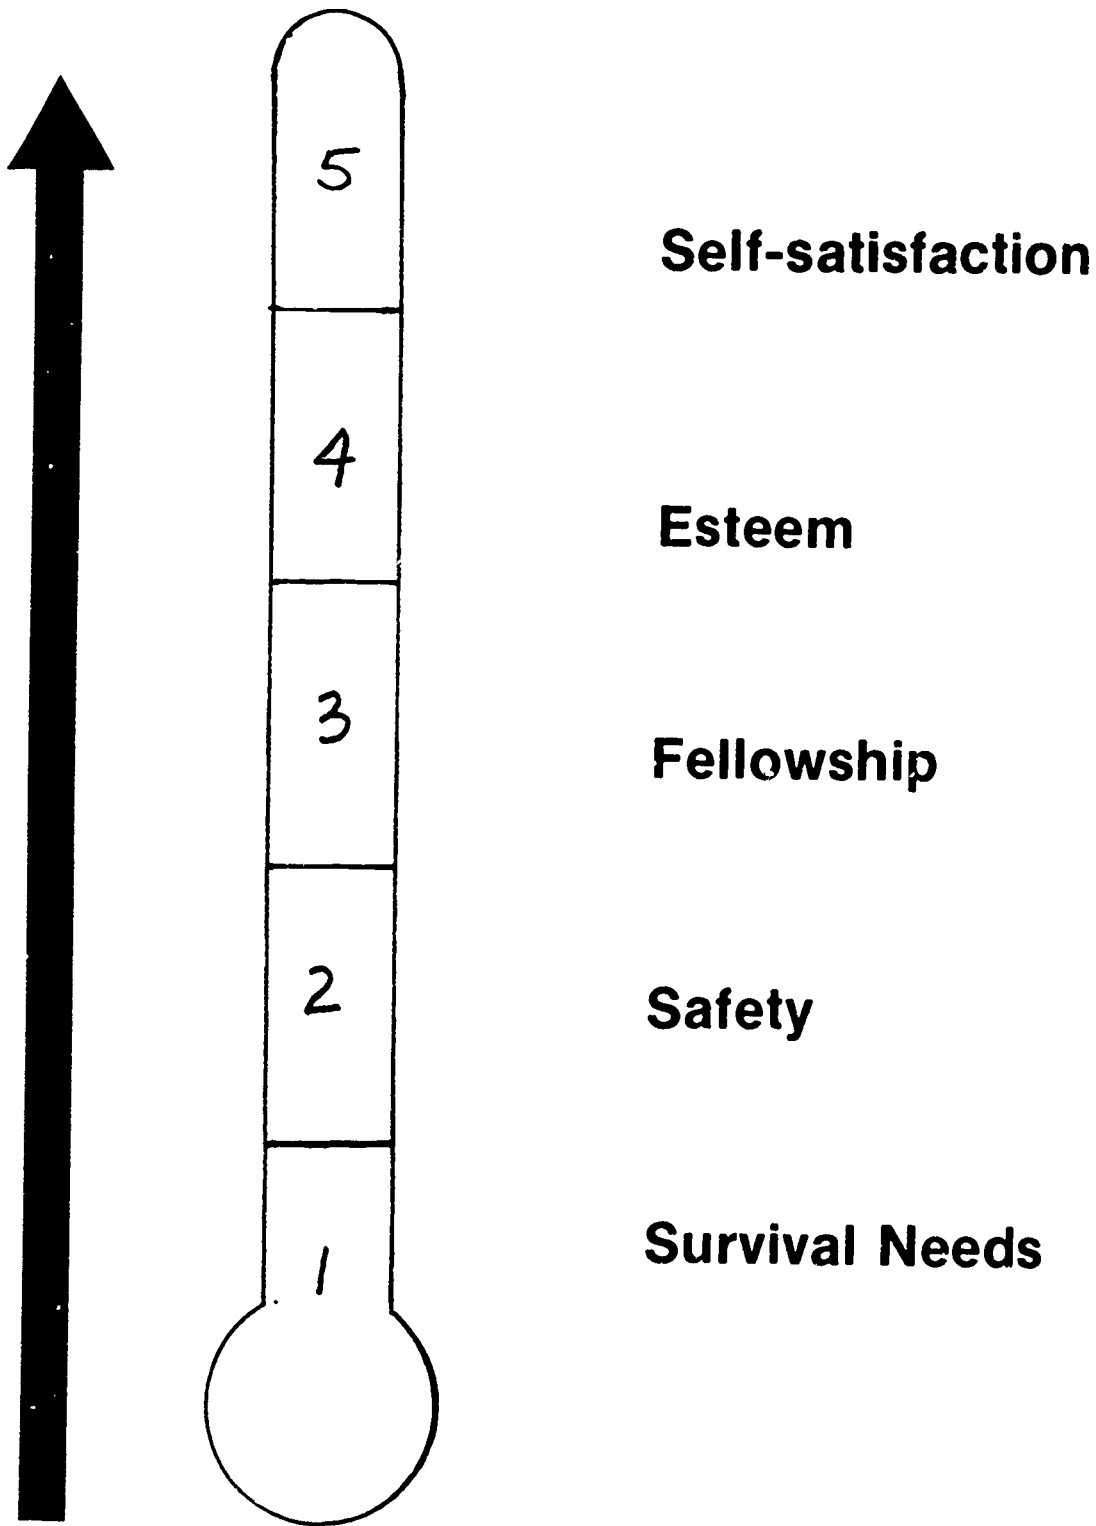 5
Self-satisfaction
4
Esteem
3
Fellowship
2
Safety
1
Survival Needs